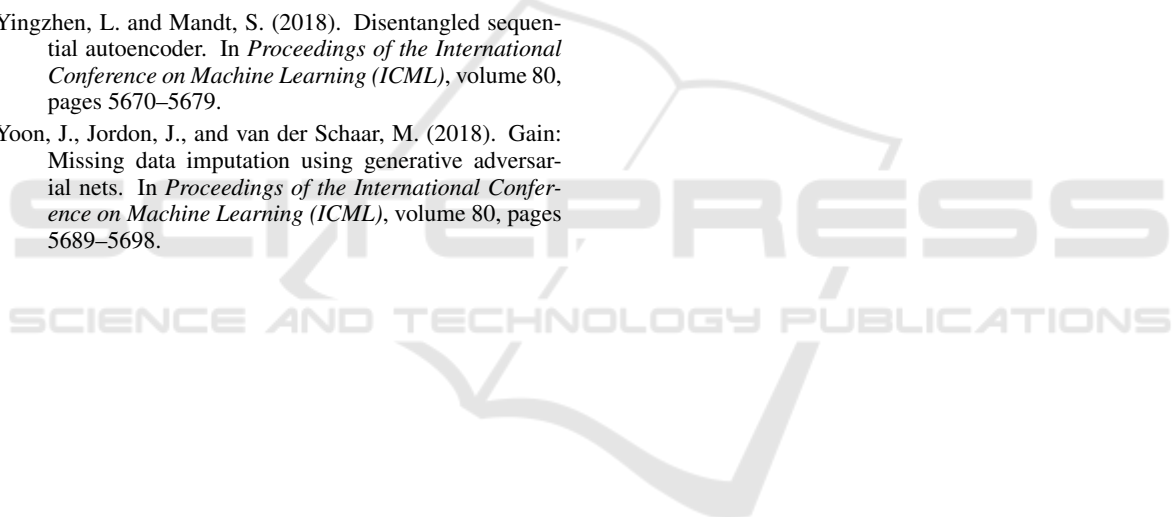 Yingzhen, L. and Mandt, S. (2018). Disentangled sequen-
tial autoencoder. In Proceedings of the International
Conference on Machine Learning (ICML), volume 80,
pages 5670–5679.
Yoon, J., Jordon, J., and van der Schaar, M. (2018). Gain:
Missing data imputation using generative adversar-
ial nets. In Proceedings of the International Confer-
ence on Machine Learning (ICML), volume 80, pages
5689–5698.
SCITEPRESS
SCIENCE AND TECHNOLOGY PUBLICATIONS